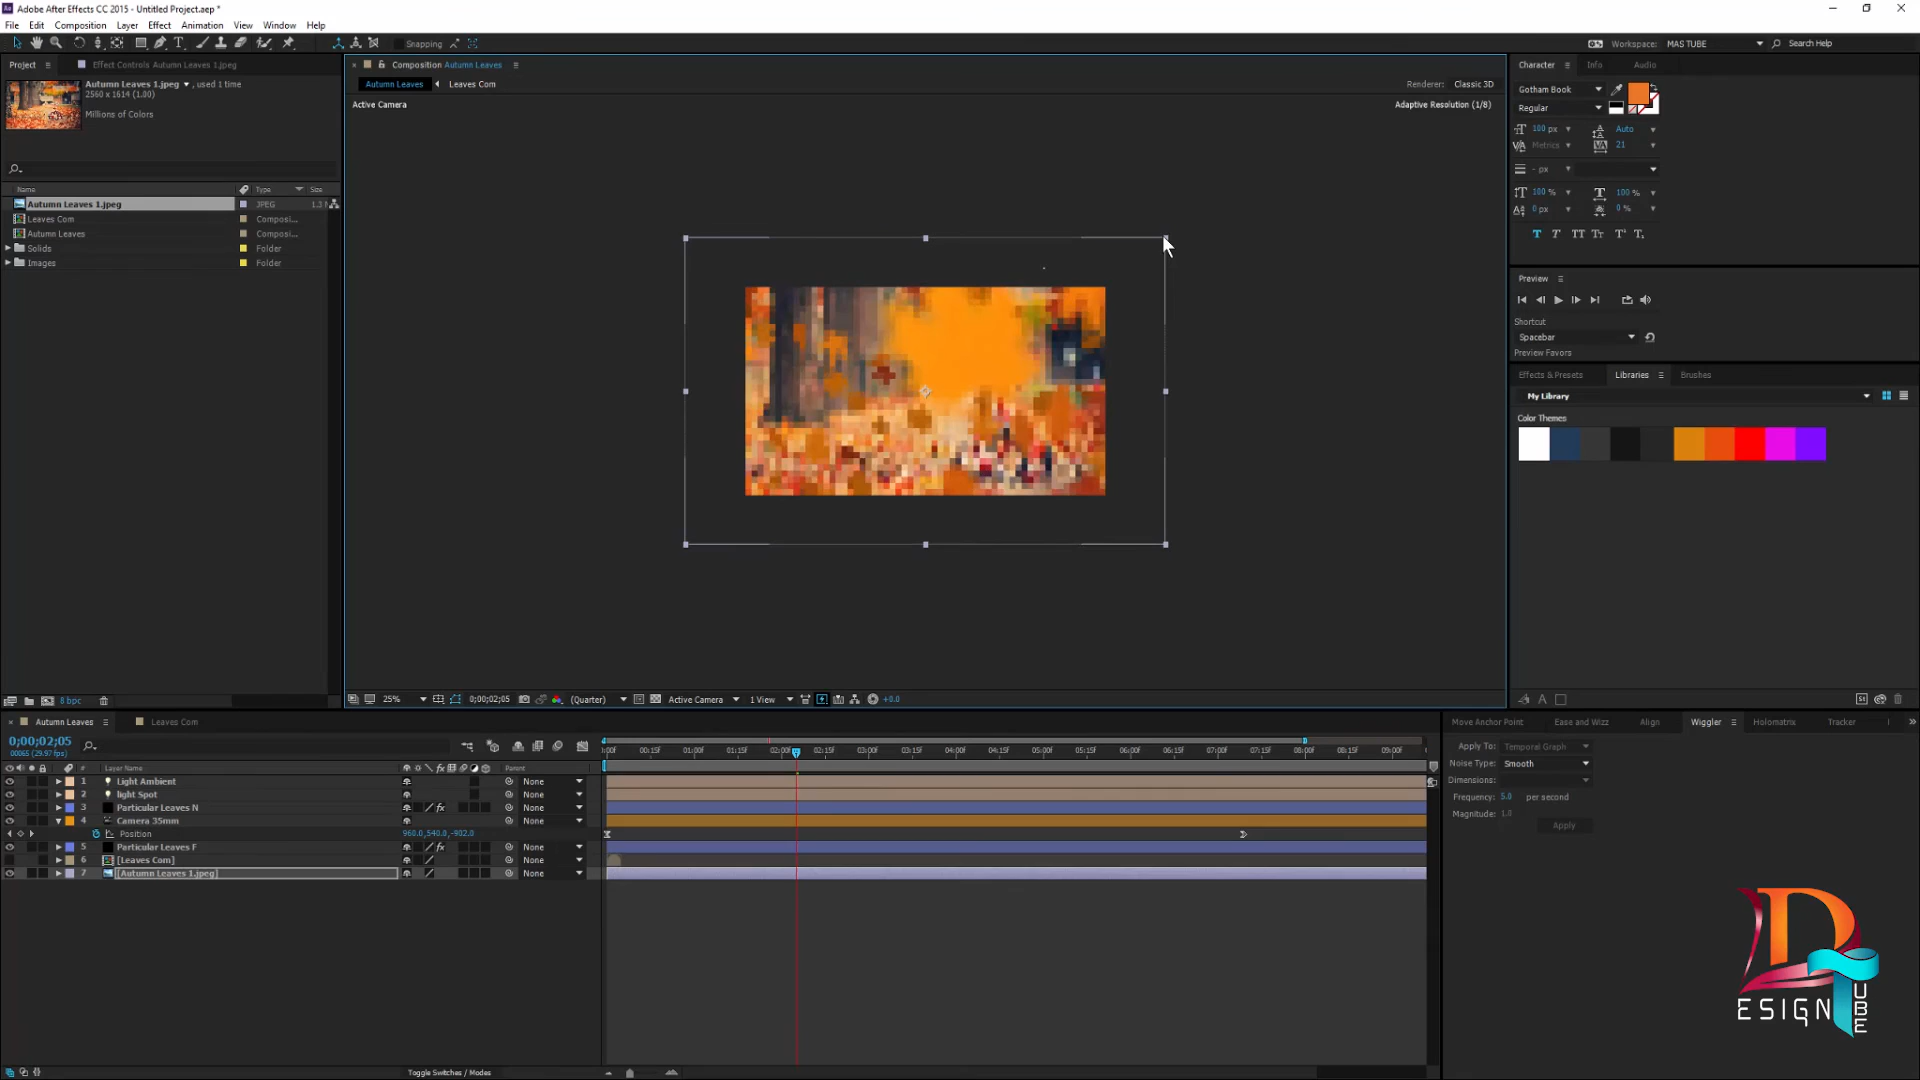 Adobe After Effects CC 2015 - Untitled Project.aep *
File Edit Composition Layer Effect Animation View Window Help
Snapping
Workspace: MAS TUBE
Search Help
Project
Effect Controls Autumn Leaves 1.jpeg
Autumn Leaves 1.jpeg , used 1 time
2560 x 1614 (1.00)
Millions of Colors
Name Type Size
Autumn Leaves 1.jpeg JPEG
Leaves Com Composi...
Autumn Leaves Composi...
Solids Folder
Images Folder
8 bpc
Composition Autumn Leaves
Autumn Leaves Leaves Com
Renderer: Classic 3D
Active Camera
Adaptive Resolution (1/8)
25% 0;00;02;05 (Quarter) Active Camera 1 View +0.0
Character Info Audio
Gotham Book
Regular
100 px Auto
Metrics 21
- px
100 % 100 %
0 px 0 %
Preview
Shortcut
Spacebar
Preview Favors
Effects & Presets Libraries Brushes
My Library
Color Themes
Autumn Leaves Leaves Com
0;00;02;05
00065 (29.97 fps)
# Layer Name Parent
1 Light Ambient None
2 light Spot None
3 Particular Leaves N None
4 Camera 35mm None
Position 960.0,540.0,-902.0
5 Particular Leaves F None
6 [Leaves Com] None
7 [Autumn Leaves 1.jpeg] None
:00f 00:15f 01:00f 01:15f 02:00f 02:15f 03:00f 03:15f 04:00f 04:15f 05:00f 05:15f 06:00f 06:15f 07:00f 07:15f 08:00f 08:15f 09:00f
Toggle Switches / Modes
Move Anchor Point Ease and Wizz Align Wiggler Holomatrix Tracker
Apply To: Temporal Graph
Noise Type: Smooth
Dimensions:
Frequency: 5.0 per second
Magnitude: 1.0
Apply
DESIGN
TUBE